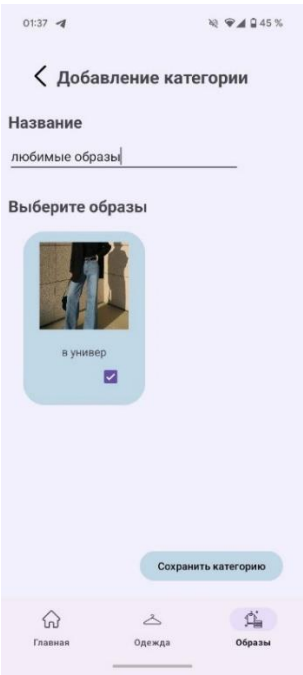 01:37 45 %
Добавление категории
Название
любимые образы
Выберите образы
в универ
Сохранить категорию
Главная Одежда Образы